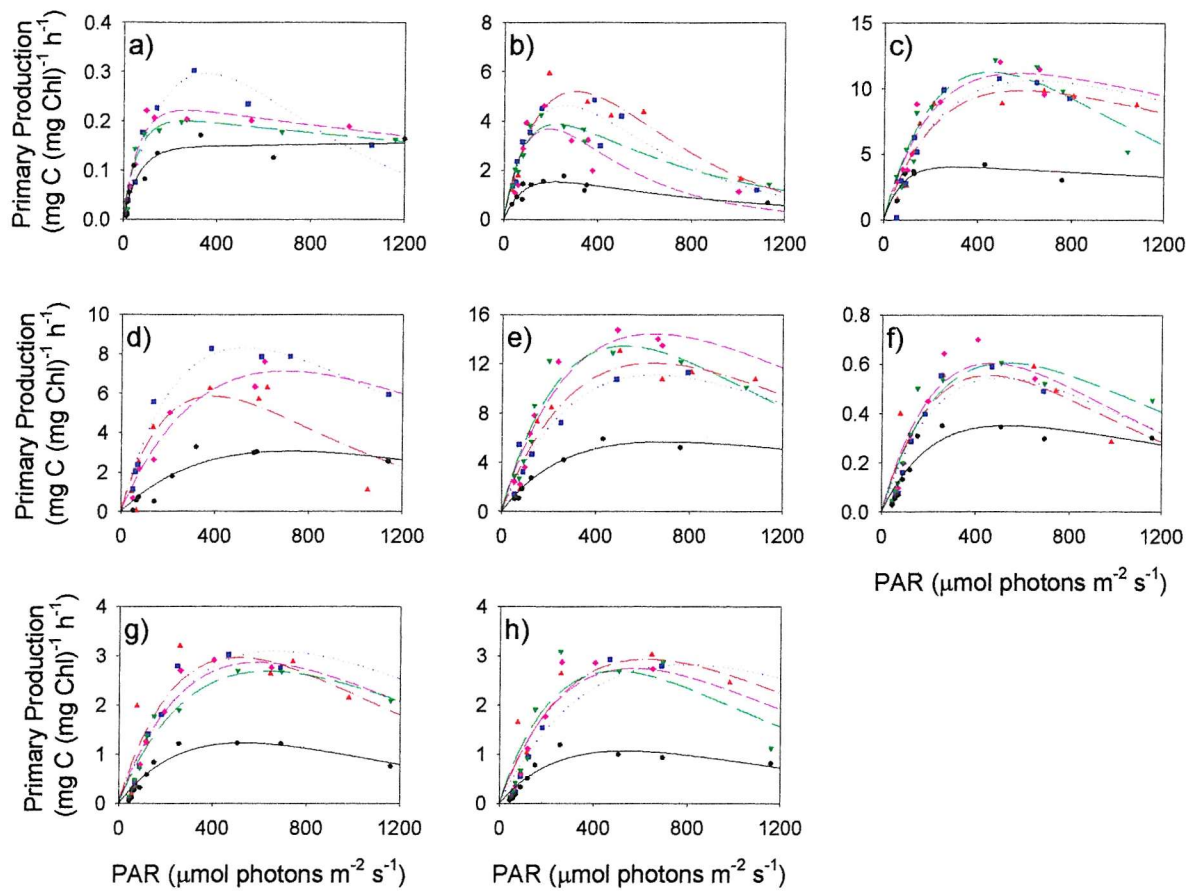 Primary Production
(mg C (mg Chl)⁻¹ h⁻¹)
a)
0.4
0.3
0.2
0.1
0.0
0 400 800 1200
b)
8
6
4
2
0
0 400 800 1200
c)
15
10
5
0
0 400 800 1200
Primary Production
(mg C (mg Chl)⁻¹ h⁻¹)
d)
10
8
6
4
2
0
0 400 800 1200
e)
16
12
8
4
0
0 400 800 1200
f)
0.8
0.6
0.4
0.2
0.0
0 400 800 1200
PAR (μmol photons m⁻² s⁻¹)
Primary Production
(mg C (mg Chl)⁻¹ h⁻¹)
g)
4
3
2
1
0
0 400 800 1200
PAR (μmol photons m⁻² s⁻¹)
h)
4
3
2
1
0
0 400 800 1200
PAR (μmol photons m⁻² s⁻¹)